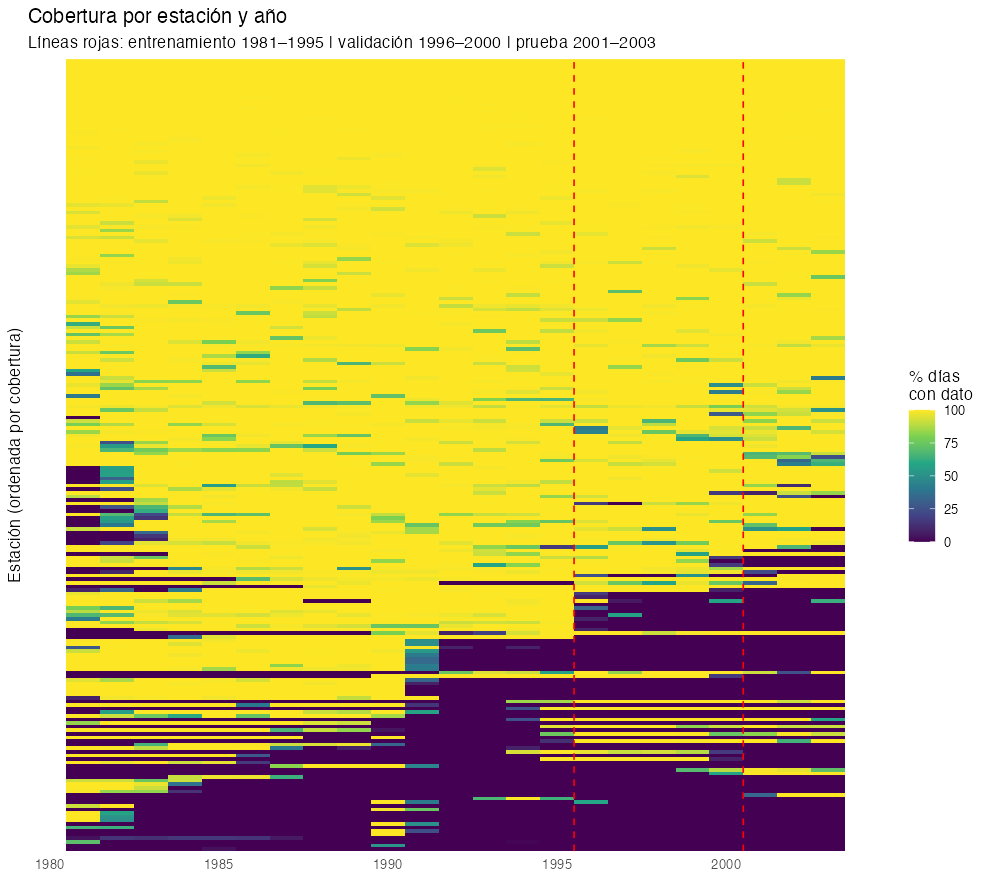 Cobertura por estación y año
Líneas rojas: entrenamiento 1981–1995 | validación 1996–2000 | prueba 2001–2003
Estación (ordenada por cobertura)
% días
con dato
100
75
50
25
0
1980
1985
1990
1995
2000